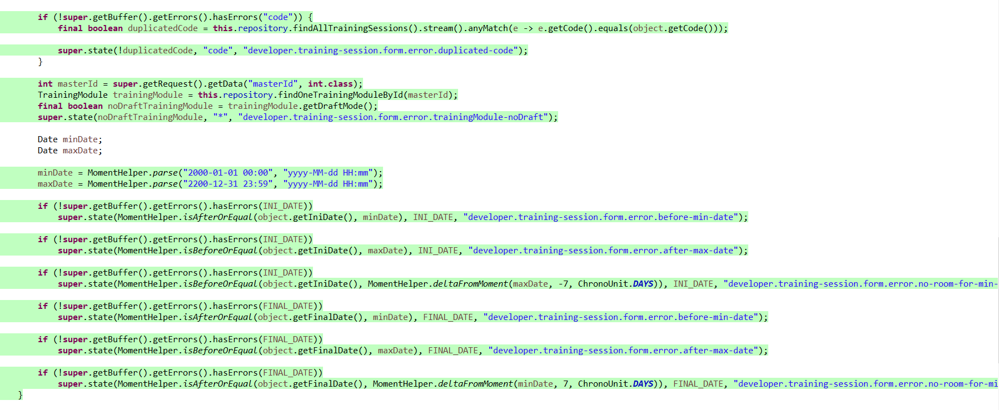 if (!super.getBuffer().getErrors().hasErrors("code")) {
final boolean duplicatedCode = this.repository.findAllTrainingSessions().stream().anyMatch(e -> e.getCode().equals(object.getCode()));
super.state(!duplicatedCode, "code", "developer.training-session.form.error.duplicated-code");
}
int masterId = super.getRequest().getData("masterId", int.class);
TrainingModule trainingModule = this.repository.findOneTrainingModuleById(masterId);
final boolean noDraftTrainingModule = trainingModule.getDraftMode();
super.state(noDraftTrainingModule, "*", "developer.training-session.form.error.trainingModule-noDraft");
Date minDate;
Date maxDate;
minDate = MomentHelper.parse("2000-01-01 00:00", "yyyy-MM-dd HH:mm");
maxDate = MomentHelper.parse("2200-12-31 23:59", "yyyy-MM-dd HH:mm");
if (!super.getBuffer().getErrors().hasErrors(INI_DATE))
super.state(MomentHelper.isAfterOrEqual(object.getIniDate(), minDate), INI_DATE, "developer.training-session.form.error.before-min-date");
if (!super.getBuffer().getErrors().hasErrors(INI_DATE))
super.state(MomentHelper.isBeforeOrEqual(object.getIniDate(), maxDate), INI_DATE, "developer.training-session.form.error.after-max-date");
if (!super.getBuffer().getErrors().hasErrors(INI_DATE))
super.state(MomentHelper.isBeforeOrEqual(object.getIniDate(), MomentHelper.deltaFromMoment(maxDate, -7, ChronoUnit.DAYS)), INI_DATE, "developer.training-session.form.error.no-room-for-min-
if (!super.getBuffer().getErrors().hasErrors(FINAL_DATE))
super.state(MomentHelper.isAfterOrEqual(object.getFinalDate(), minDate), FINAL_DATE, "developer.training-session.form.error.before-min-date");
if (!super.getBuffer().getErrors().hasErrors(FINAL_DATE))
super.state(MomentHelper.isBeforeOrEqual(object.getFinalDate(), maxDate), FINAL_DATE, "developer.training-session.form.error.after-max-date");
if (!super.getBuffer().getErrors().hasErrors(FINAL_DATE))
super.state(MomentHelper.isAfterOrEqual(object.getFinalDate(), MomentHelper.deltaFromMoment(minDate, 7, ChronoUnit.DAYS)), FINAL_DATE, "developer.training-session.form.error.no-room-for-mi
}